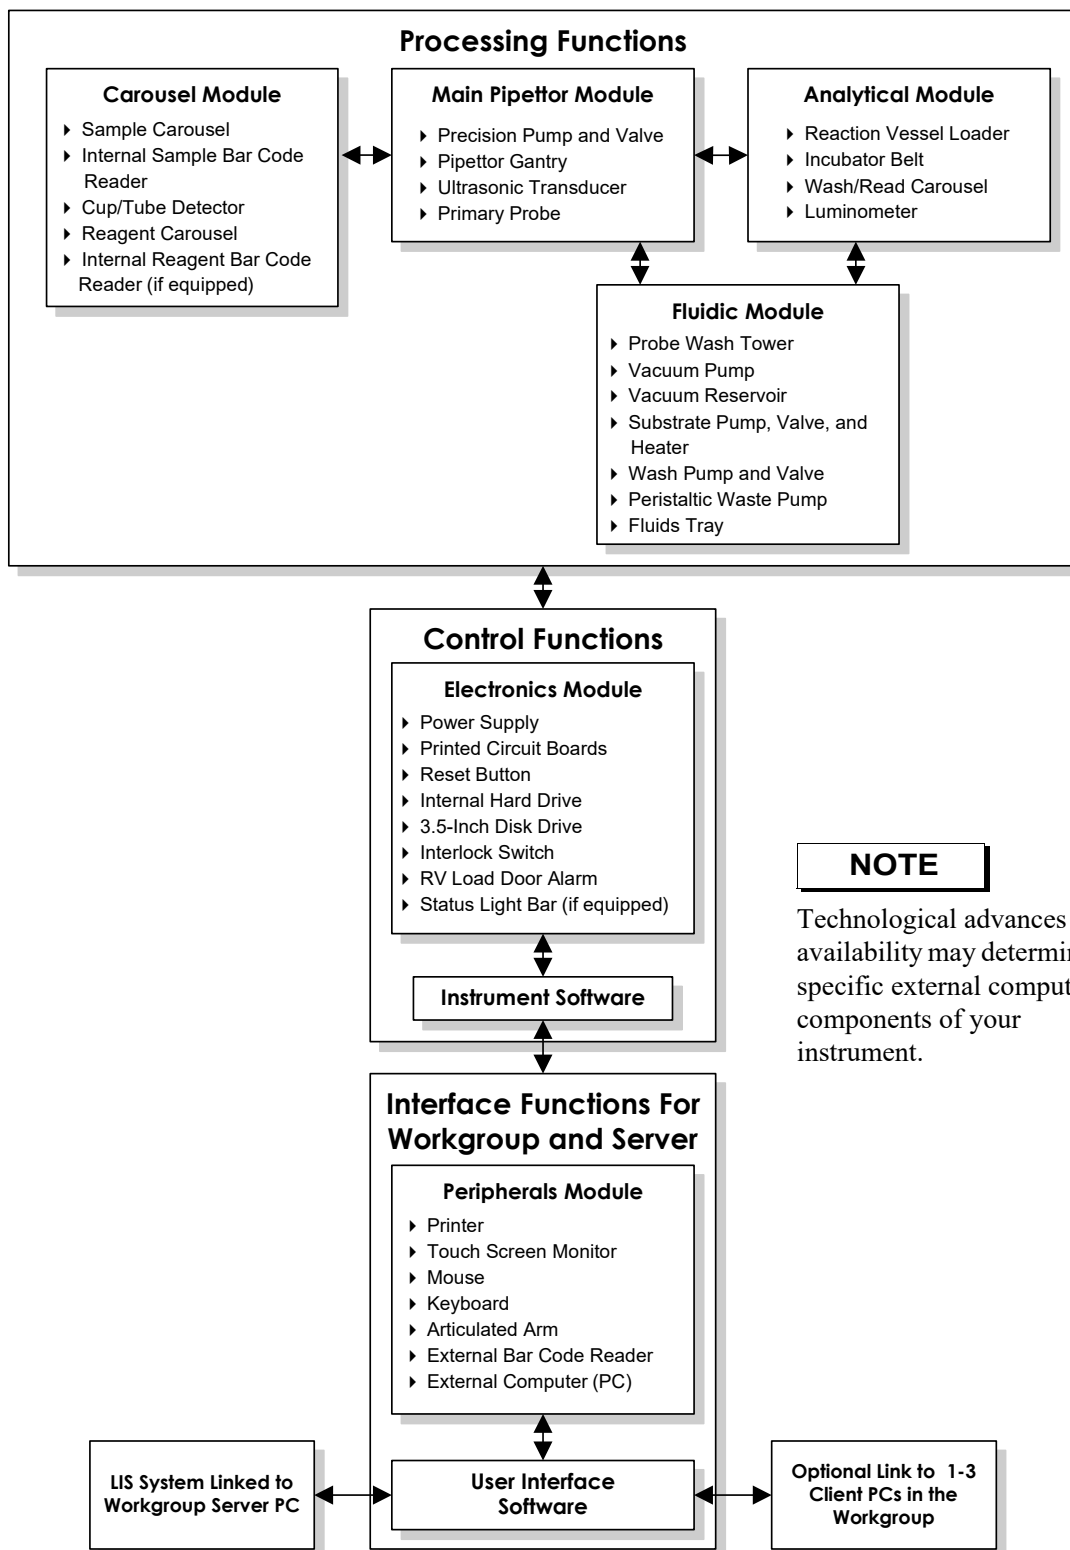 Processing Functions
Carousel Module
Sample Carousel
Internal Sample Bar Code
Reader
Cup/Tube Detector
Reagent Carousel
Internal Reagent Bar Code
Reader (if equipped)
Main Pipettor Module
Precision Pump and Valve
Pipettor Gantry
Ultrasonic Transducer
Primary Probe
Analytical Module
Reaction Vessel Loader
Incubator Belt
Wash/Read Carousel
Luminometer
Fluidic Module
Probe Wash Tower
Vacuum Pump
Vacuum Reservoir
Substrate Pump, Valve, and
Heater
Wash Pump and Valve
Peristaltic Waste Pump
Fluids Tray
Control Functions
Electronics Module
Power Supply
Printed Circuit Boards
Reset Button
Internal Hard Drive
3.5-Inch Disk Drive
Interlock Switch
RV Load Door Alarm
Status Light Bar (if equipped)
Instrument Software
NOTE
Technological advances
availability may
specific external
components of your
instrument.
Interface Functions For
Workgroup and Server
Peripherals Module
Printer
Touch Screen Monitor
Mouse
Keyboard
Articulated Arm
External Bar Code Reader
External Computer (PC)
LIS System Linked to
Workgroup Server PC
User Interface
Software
Optional Link to 1-3
Client PCs in the
Workgroup